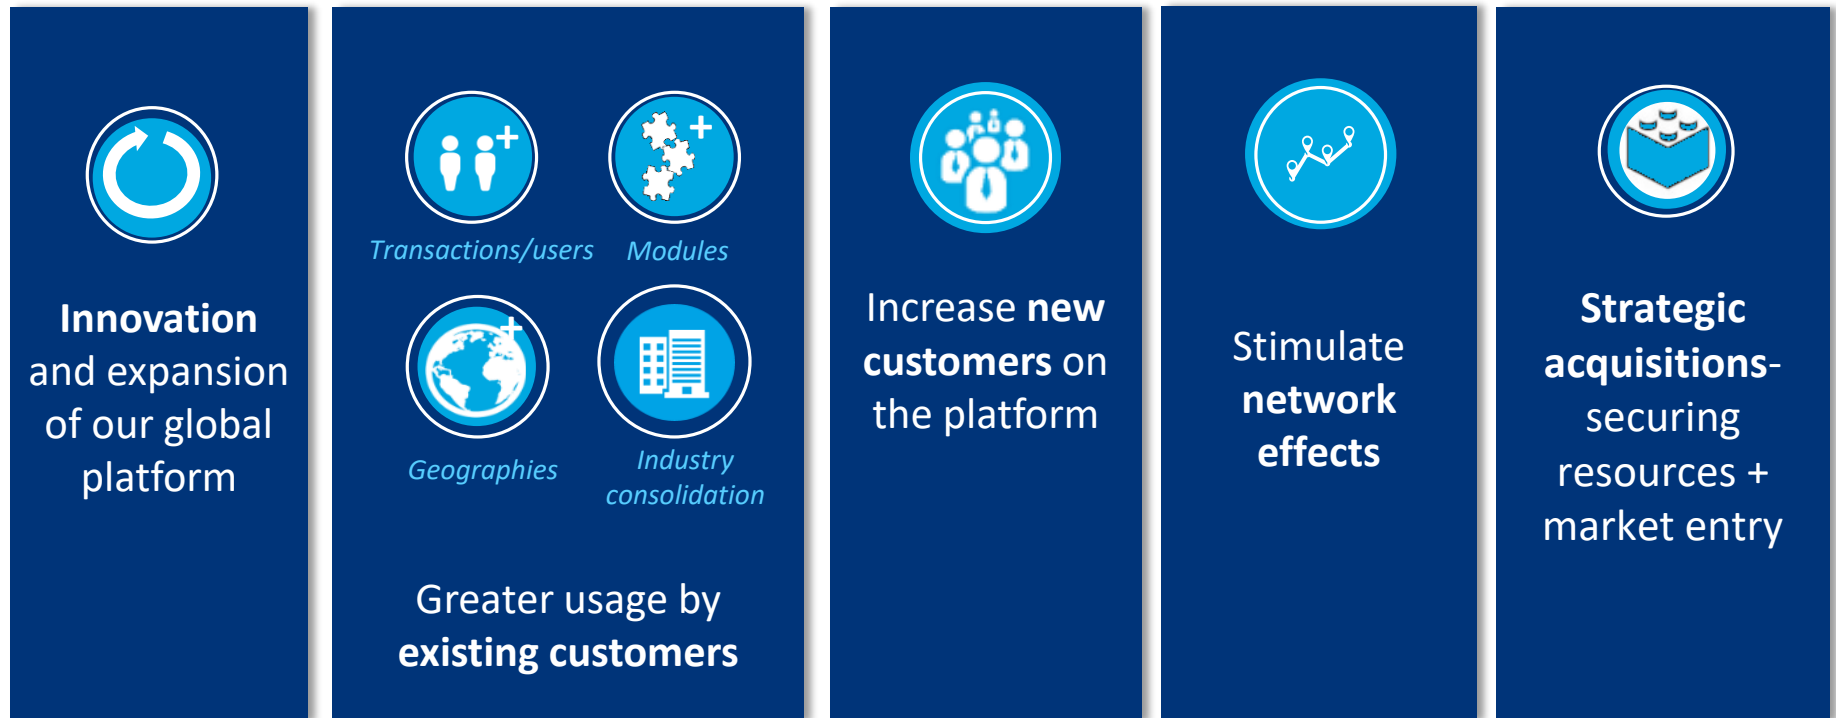 Innovation
and expansion
of our global
platform
Transactions/users
Modules
Geographies
Industry
consolidation
Greater usage by
existing customers
Increase new
customers on
the platform
Stimulate
network
effects
Strategic
acquisitions-
securing
resources +
market entry